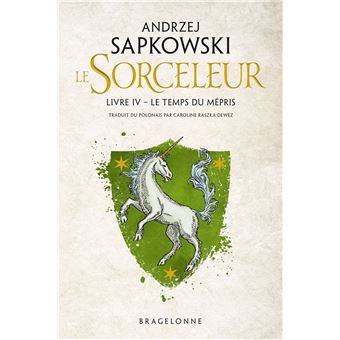 ANDRZEJ
SAPKOWSKI
LE SORCELEUR
LIVRE IV – LE TEMPS DU MÉPRIS
TRADUIT DU POLONAIS PAR CAROLINE RASZKA-DEWEZ
BRAGELONNE